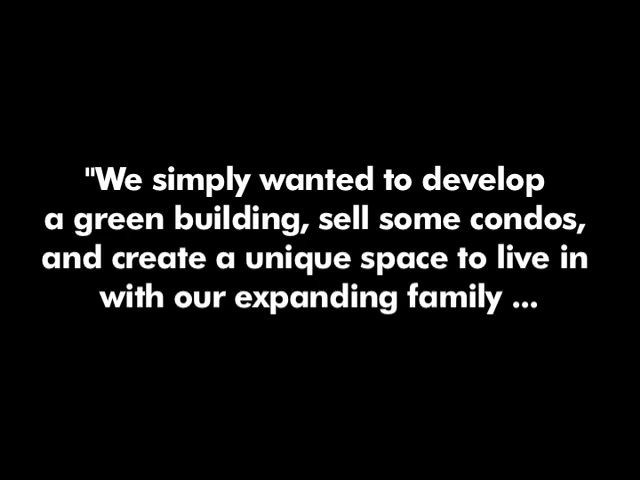 "We simply wanted to develop
a green building, sell some condos,
and create a unique space to live in
with our expanding family ...